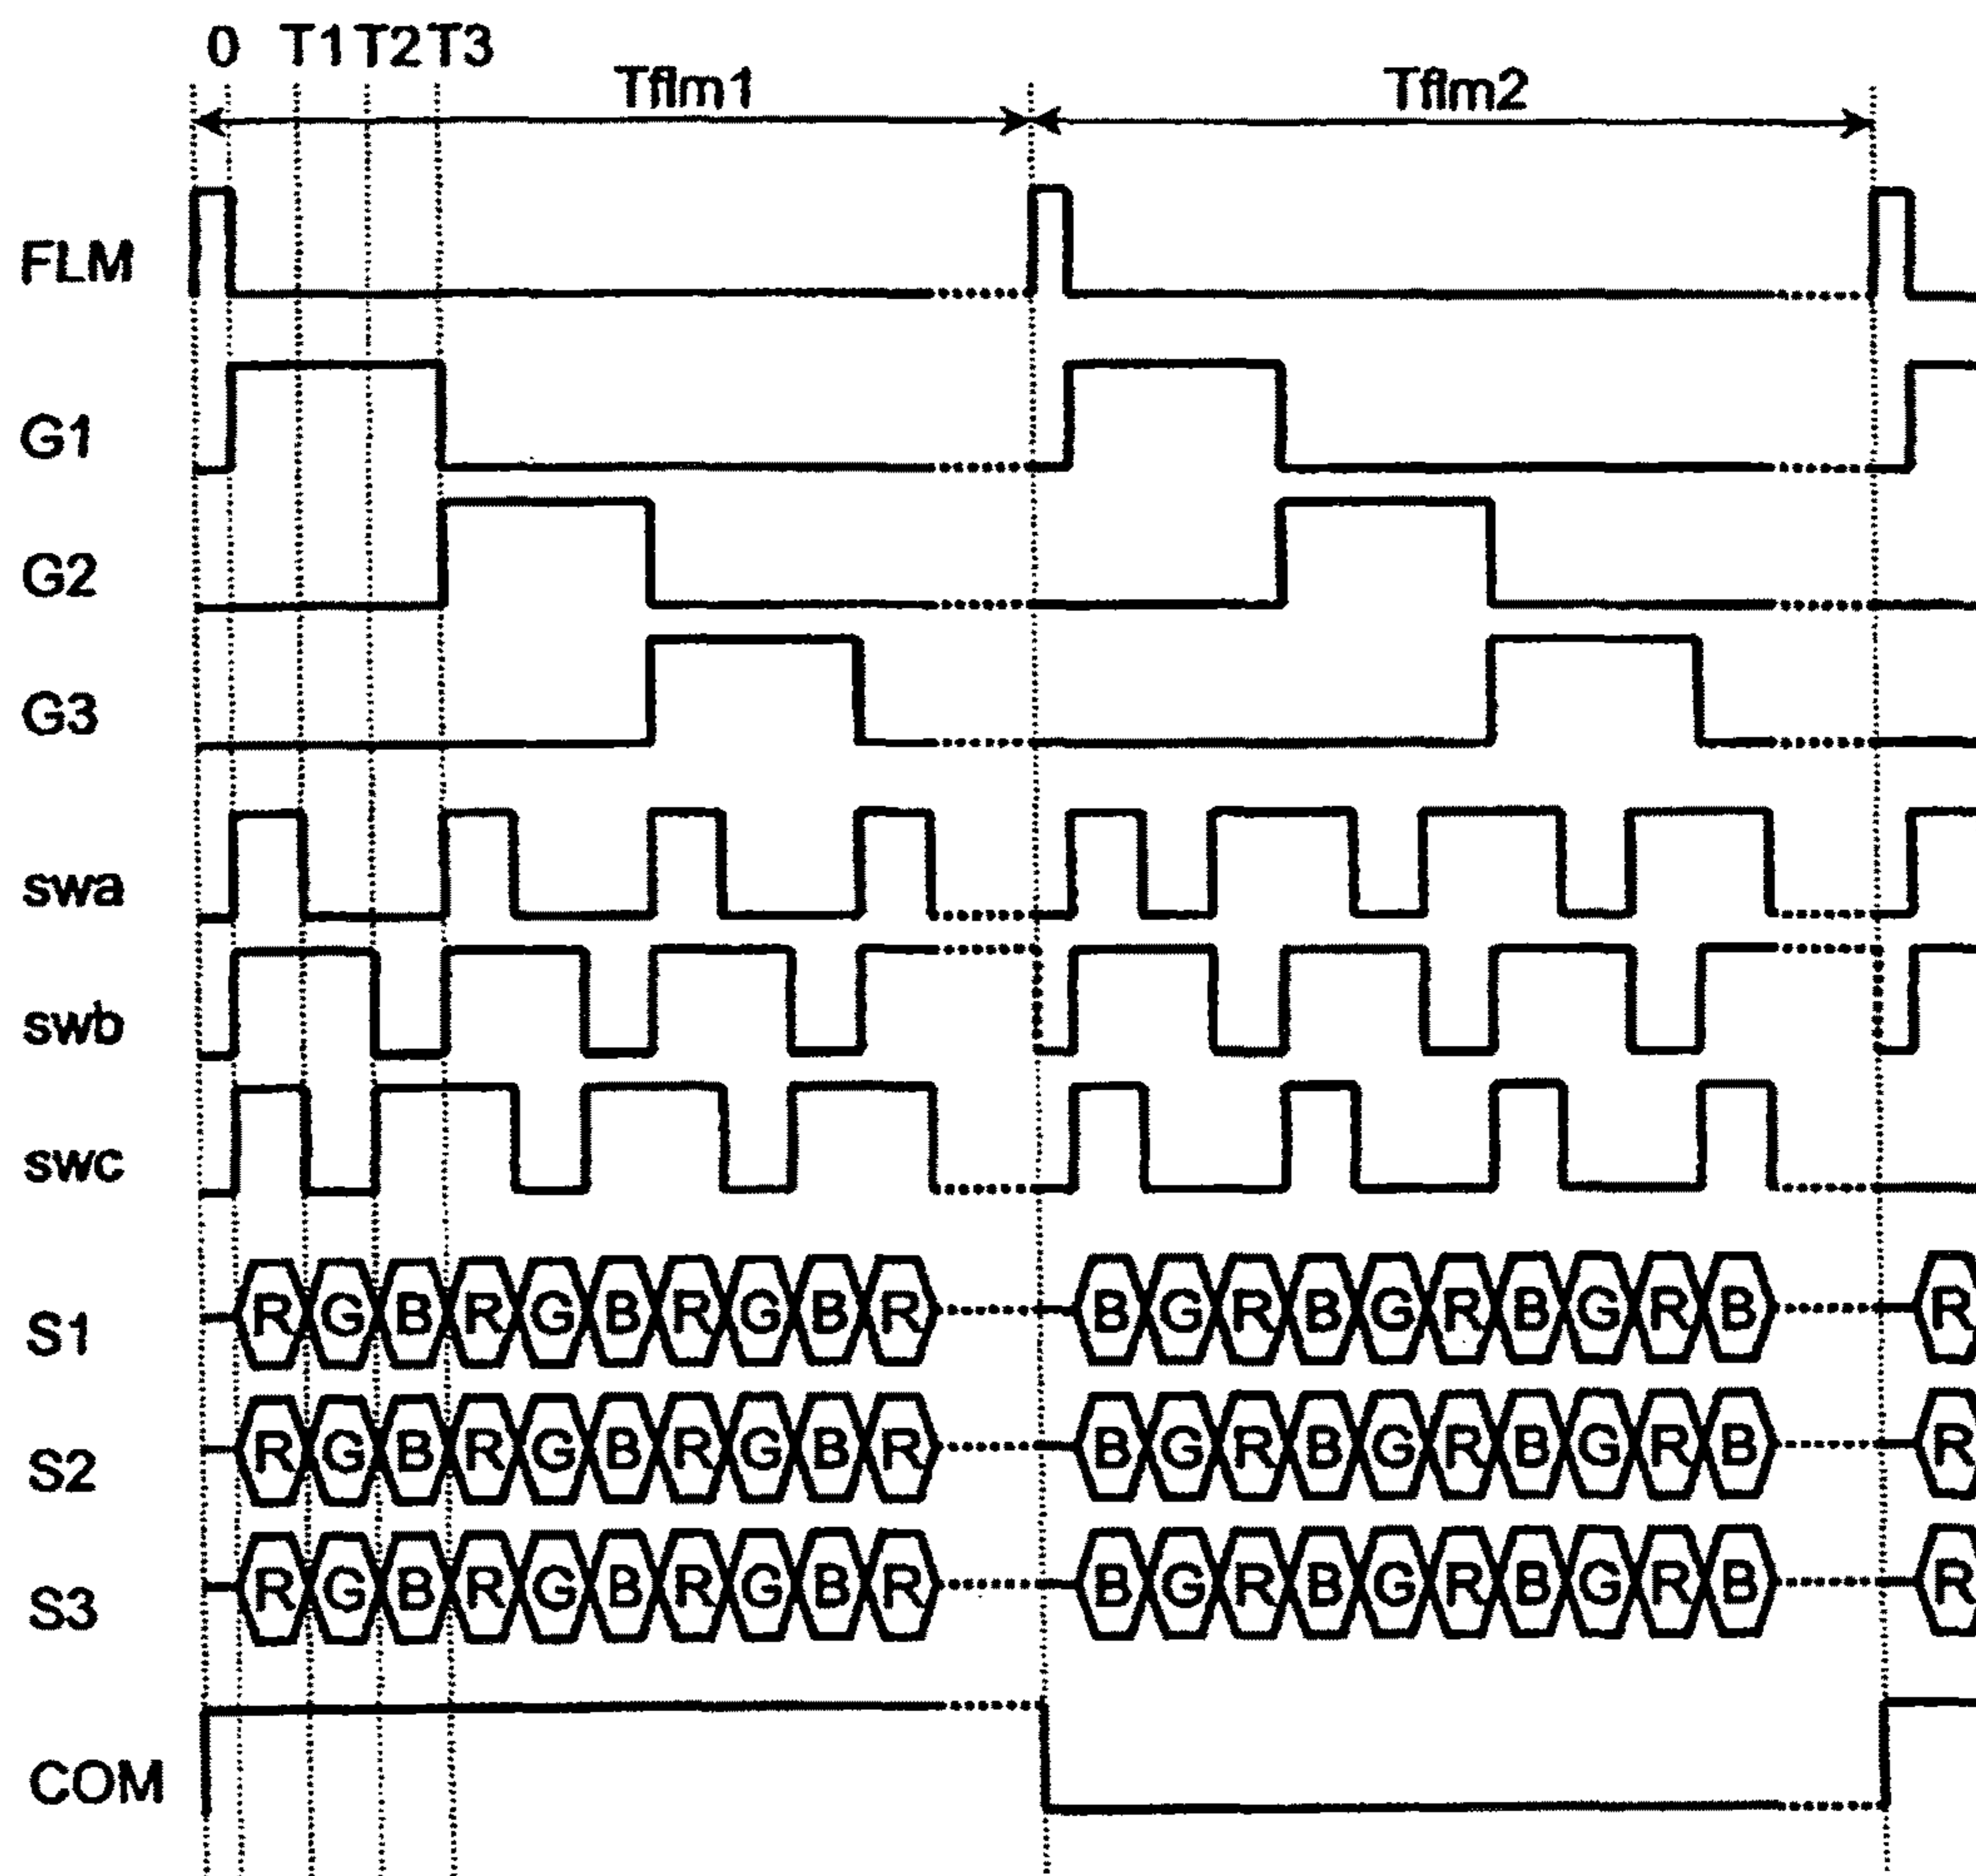 0 T1 T2 T3
Tflm1 Tflm2
FLM
G1
G2
G3
swa
swb
swc
S1 R G B R G B R G B R B G R B G R B G R B R
S2 R G B R G B R G B R B G R B G R B G R B R
S3 R G B R G B R G B R B G R B G R B G R B R
COM